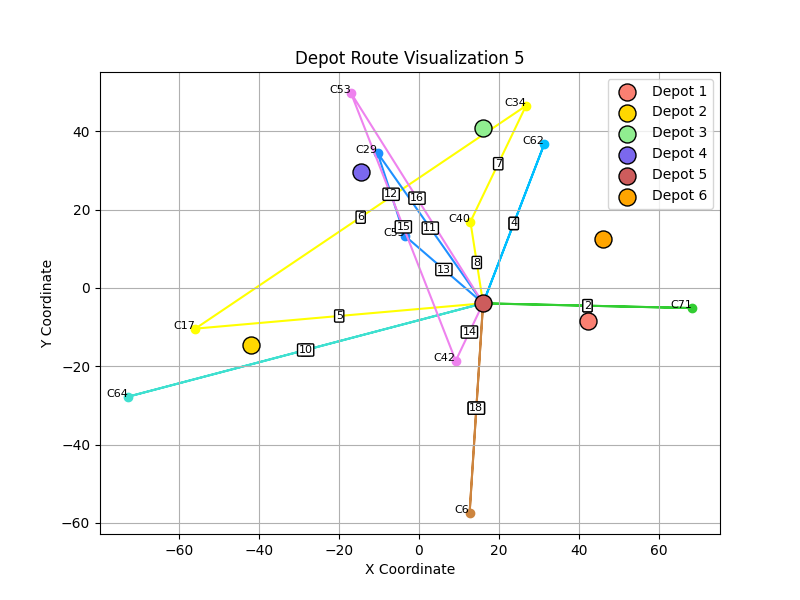 Depot Route Visualization 5
Y Coordinate
X Coordinate
40
20
0
−20
−40
−60
−60
−40
−20
0
20
40
60
Depot 1
Depot 2
Depot 3
Depot 4
Depot 5
Depot 6
C53
C34
C62
C29
C40
C17
C71
C42
C64
C6
2
4
5
6
7
8
10
11
12
13
14
15
16
18